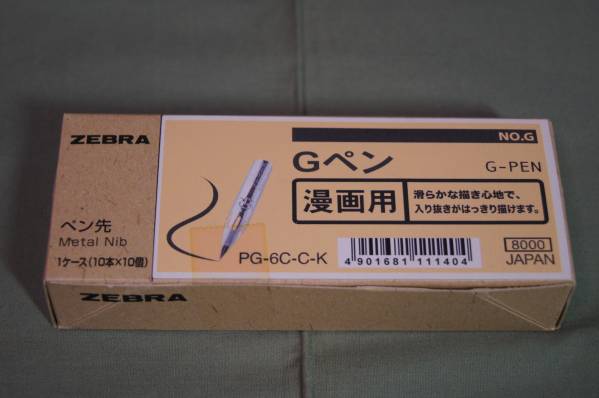 ZEBRA
ペン先
Metal Nib
1ケース(10本×10個)
NO.G
Gペン
G-PEN
漫画用
滑らかな描き心地で、
入り抜きがはっきり描けます。
PG-6C-C-K
4 901681 111404
8000
JAPAN
ZEBRA